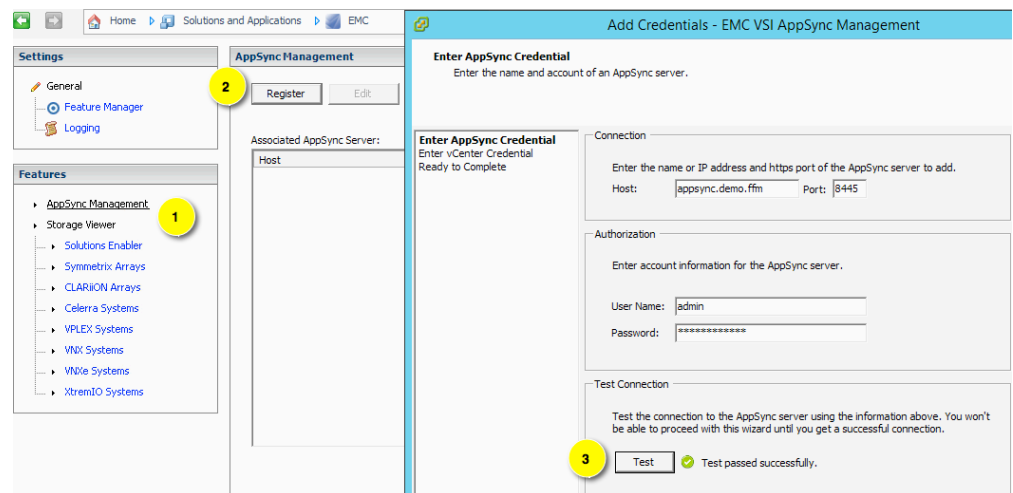 Home Solutions and Applications EMC
Settings
General
Feature Manager
Logging
Features
1
AppSync Management
Storage Viewer
Solutions Enabler
Symmetrix Arrays
CLARiiON Arrays
Celerra Systems
VPLEX Systems
VNX Systems
VNXe Systems
XtremIO Systems
AppSync Management
2
Register Edit
Associated AppSync Server:
Host
Add Credentials - EMC VSI AppSync Management
Enter AppSync Credential
Enter the name and account of an AppSync server.
Enter AppSync Credential
Enter vCenter Credential
Ready to Complete
Connection
Enter the name or IP address and https port of the AppSync server to add.
Host: appsync.demo.ffm Port: 8445
Authorization
Enter account information for the AppSync server.
User Name: admin
Password: ************
Test Connection
Test the connection to the AppSync server using the information above. You won't
be able to proceed with this wizard until you get a successful connection.
3
Test Test passed successfully.